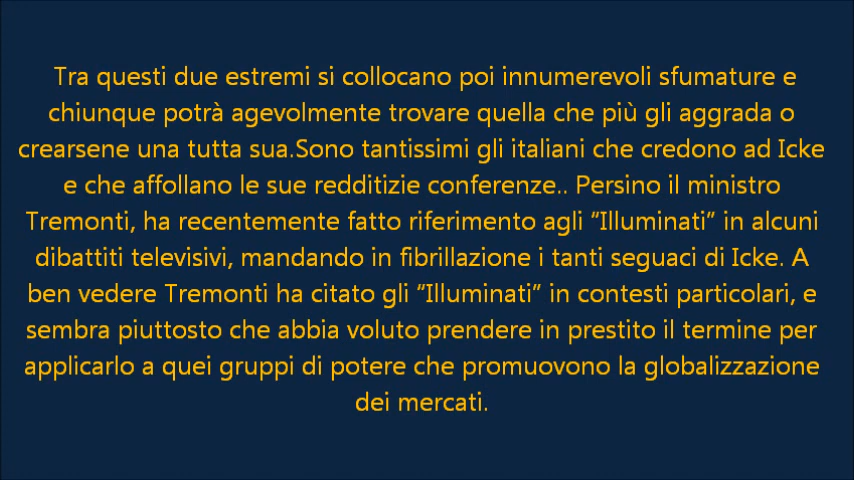 Tra questi due estremi si collocano poi innumerevoli sfumature e
chiunque potrà agevolmente trovare quella che più gli aggrada o
crearsene una tutta sua.Sono tantissimi gli italiani che credono ad Icke
e che affollano le sue redditizie conferenze.. Persino il ministro
Tremonti, ha recentemente fatto riferimento agli “Illuminati” in alcuni
dibattiti televisivi, mandando in fibrillazione i tanti seguaci di Icke. A
ben vedere Tremonti ha citato gli “Illuminati” in contesti particolari, e
sembra piuttosto che abbia voluto prendere in prestito il termine per
applicarlo a quei gruppi di potere che promuovono la globalizzazione
dei mercati.